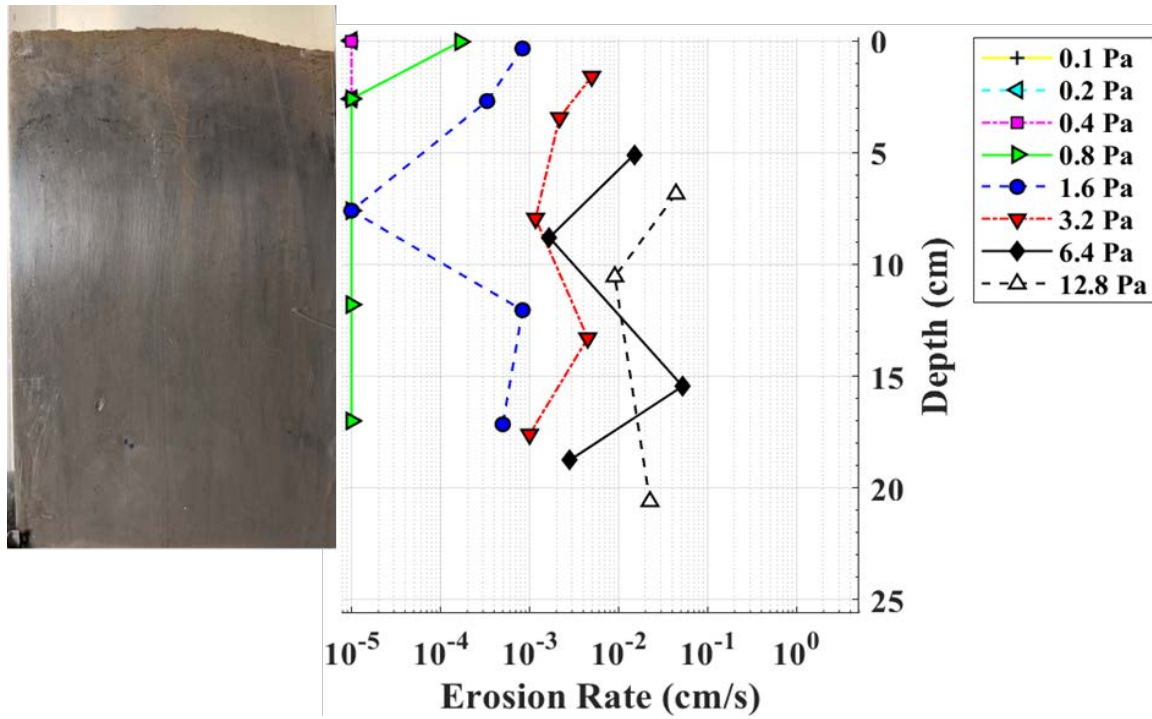 0
5
10
15
20
25
Depth (cm)
10-5 10-4 10-3 10-2 10-1 100
Erosion Rate (cm/s)
0.1 Pa
0.2 Pa
0.4 Pa
0.8 Pa
1.6 Pa
3.2 Pa
6.4 Pa
12.8 Pa